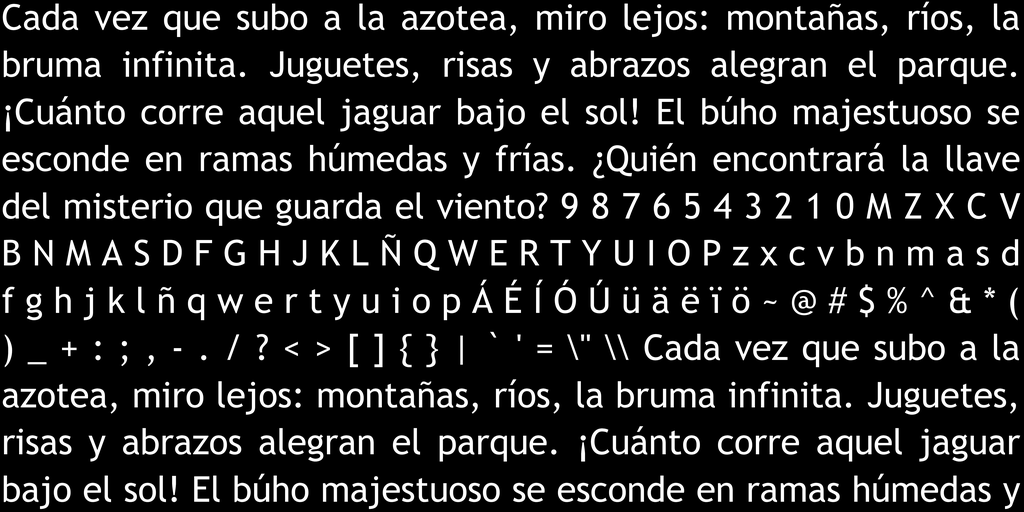 Cada vez que subo a la azotea, miro lejos: montañas, ríos, la
bruma infinita. Juguetes, risas y abrazos alegran el parque.
¡Cuánto corre aquel jaguar bajo el sol! El búho majestuoso se
esconde en ramas húmedas y frías. ¿Quién encontrará la llave
del misterio que guarda el viento? 9 8 7 6 5 4 3 2 1 0 M Z X C V
B N M A S D F G H J K L Ñ Q W E R T Y U I O P z x c v b n m a s d
f g h j k l ñ q w e r t y u i o p Á É Í Ó Ú ü ä ë ï ö ~ @ # $ % ^ & * (
) _ + : ; , - . / ? < > [ ] { } | ` ' = \" \\ Cada vez que subo a la
azotea, miro lejos: montañas, ríos, la bruma infinita. Juguetes,
risas y abrazos alegran el parque. ¡Cuánto corre aquel jaguar
bajo el sol! El búho majestuoso se esconde en ramas húmedas y